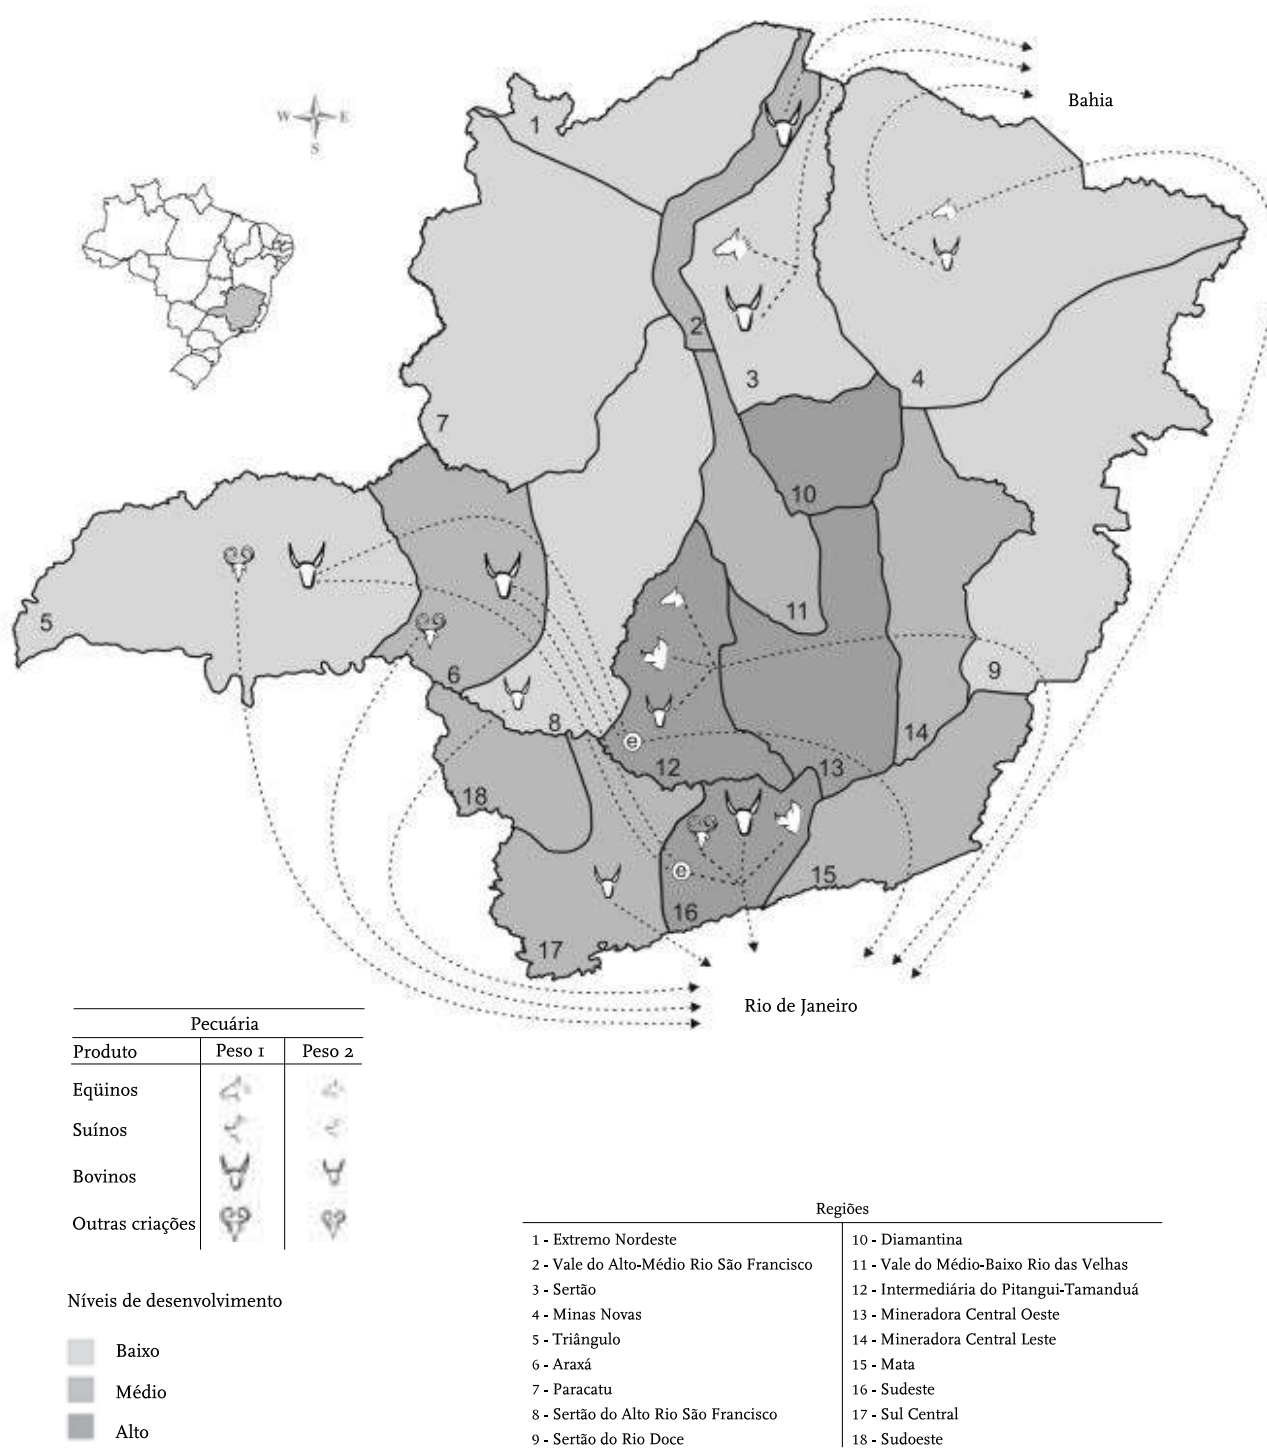 W
E
S
Bahia
1
2
3
4
7
10
5
11
6
9
8
14
12
13
18
15
16
17
e
e
Rio de Janeiro
Pecuária
Produto Peso 1 Peso 2
Eqüinos
Suínos
Bovinos
Outras criações
Níveis de desenvolvimento
Baixo
Médio
Alto
Regiões
1 - Extremo Nordeste
2 - Vale do Alto-Médio Rio São Francisco
3 - Sertão
4 - Minas Novas
5 - Triângulo
6 - Araxá
7 - Paracatu
8 - Sertão do Alto Rio São Francisco
9 - Sertão do Rio Doce
10 - Diamantina
11 - Vale do Médio-Baixo Rio das Velhas
12 - Intermediária do Pitangui-Tamanduá
13 - Mineradora Central Oeste
14 - Mineradora Central Leste
15 - Mata
16 - Sudeste
17 - Sul Central
18 - Sudoeste